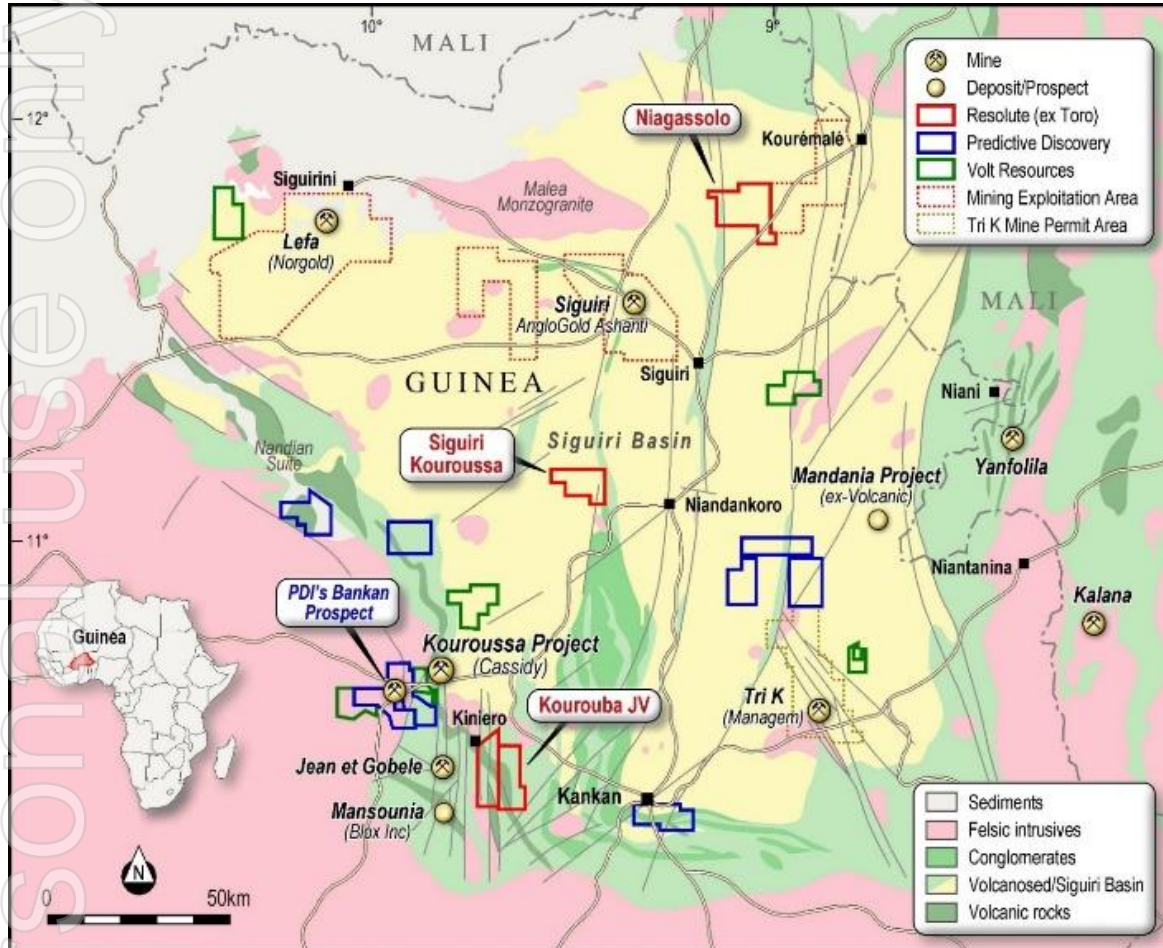 10°
9°
MALI
12°
Mine
Deposit/Prospect
Resolute (ex Toro)
Predictive Discovery
Volt Resources
Mining Exploitation Area
Tri K Mine Permit Area
Niagassolo
Kourémalé
Siguirini
Malea
Monzogranite
Lefa
(Norgold)
Siguiri
AngloGold Ashanti
MALI
Siguiri
GUINEA
Niani
Nandian
Suite
Siguiri
Kouroussa
Siguiri Basin
Yanfolila
Mandania Project
(ex-Volcanic)
Niandankoro
11°
Niantanina
PDI's Bankan
Prospect
Kalana
Guinea
Kouroussa Project
(Cassidy)
Tri K
(Managem)
Kourouba JV
Kiniero
Jean et Gobele
Kankan
Mansounia
(Blox Inc)
Sediments
Felsic intrusives
Conglomerates
Volcanosed/Siguiri Basin
Volcanic rocks
N
0
50km
sonal use only